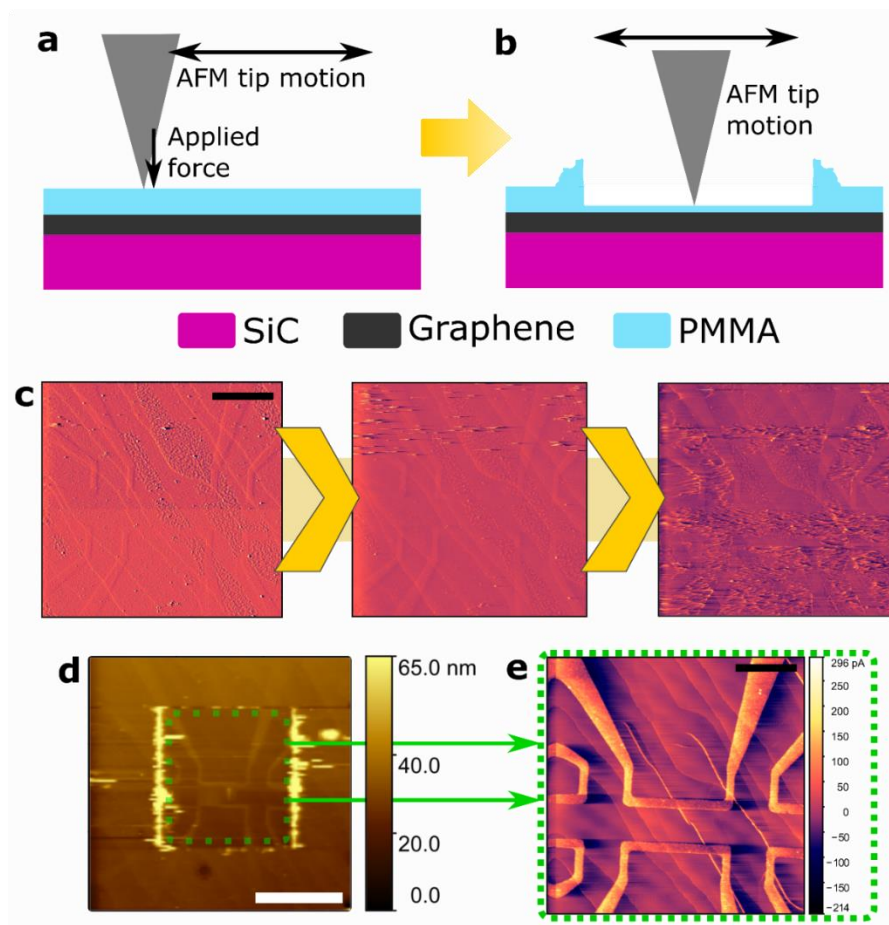 a
AFM tip motion
Applied
force
b
AFM tip
motion
SiC
Graphene
PMMA
c
d
65.0 nm
40.0
20.0
0.0
e
296 pA
250
200
150
100
50
0
−50
−100
−150
−214